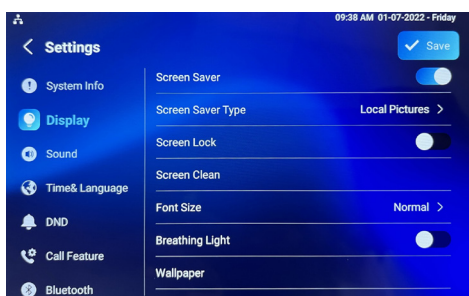 09:38 AM 01-07-2022 - Friday
Settings
Save
System Info
Display
Sound
Time& Language
DND
Call Feature
Bluetooth
Screen Saver
Screen Saver Type Local Pictures
Screen Lock
Screen Clean
Font Size Normal
Breathing Light
Wallpaper